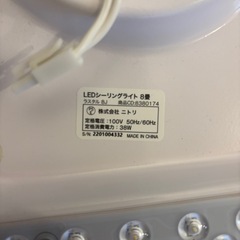 LEDシーリングライト 8畳
ラスタル 8J 商品CD:8380174
株式会社 ニトリ
定格電圧:100V 50Hz/60Hz
定格消費電力:38W
S/N: 2201004332
MADE IN CHINA